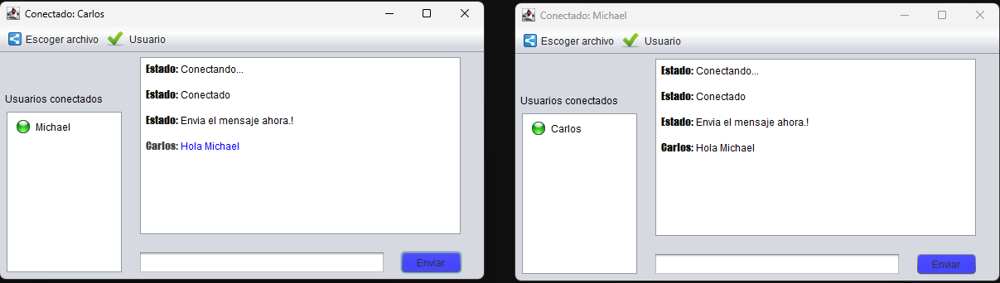 Conectado: Carlos
Escoger archivo Usuario
Usuarios conectados
Michael
Estado: Conectando...
Estado: Conectado
Estado: Envia el mensaje ahora.!
Carlos: Hola Michael
Enviar
Conectado: Michael
Escoger archivo Usuario
Usuarios conectados
Carlos
Estado: Conectando...
Estado: Conectado
Estado: Envia el mensaje ahora.!
Carlos: Hola Michael
Enviar